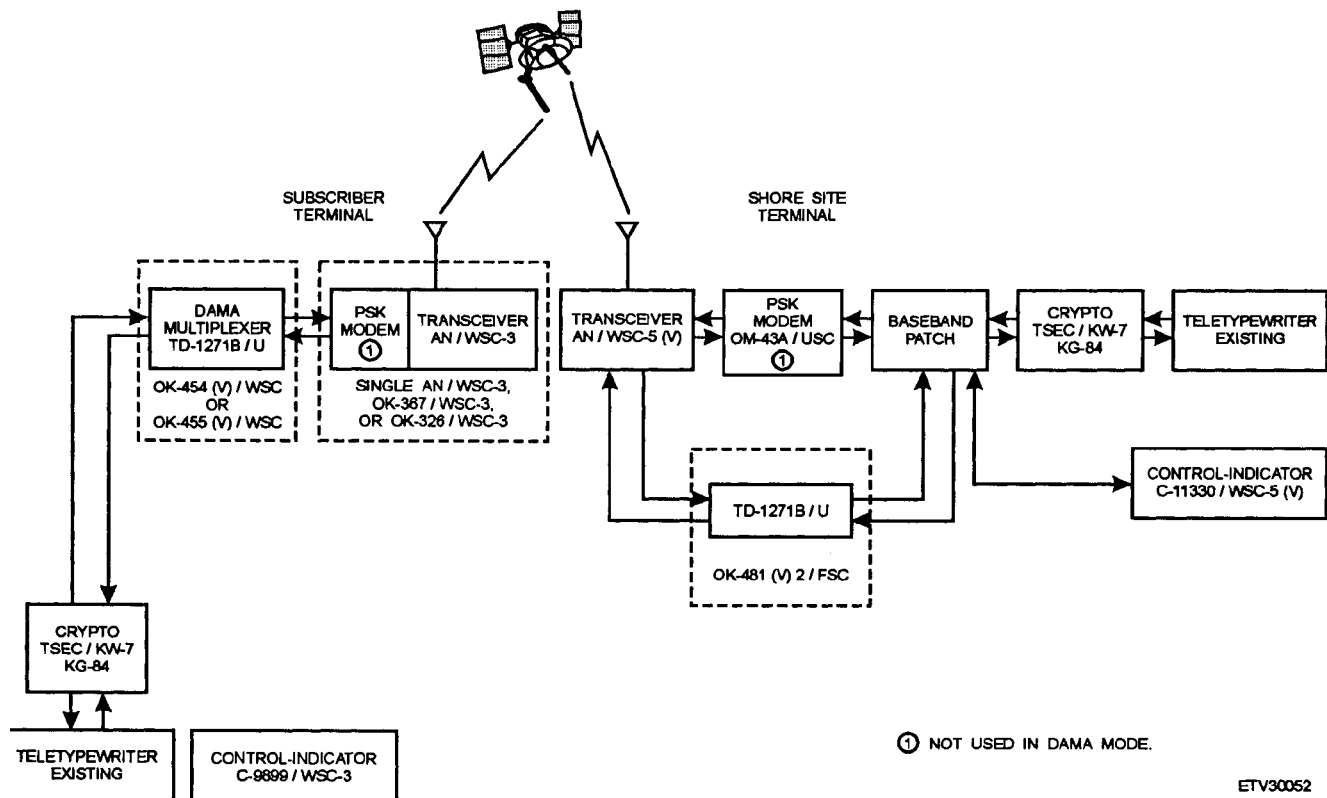 SUBSCRIBER
TERMINAL
SHORE SITE
TERMINAL
DAMA
MULTIPLEXER
TD-1271B / U
OK-454 (V) / WSC
OR
OK-455 (V) / WSC
PSK
MODEM
①
TRANSCEIVER
AN / WSC-3
SINGLE AN / WSC-3,
OK-367 / WSC-3,
OR OK-326 / WSC-3
TRANSCEIVER
AN / WSC-5 (V)
PSK
MODEM
OM-43A / USC
①
BASEBAND
PATCH
CRYPTO
TSEC / KW-7
KG-84
TELETYPEWRITER
EXISTING
CONTROL-INDICATOR
C-11330 / WSC-5 (V)
TD-1271B / U
OK-481 (V) 2 / FSC
CRYPTO
TSEC / KW-7
KG-84
TELETYPEWRITER
EXISTING
CONTROL-INDICATOR
C-9899 / WSC-3
① NOT USED IN DAMA MODE.
ETV30052